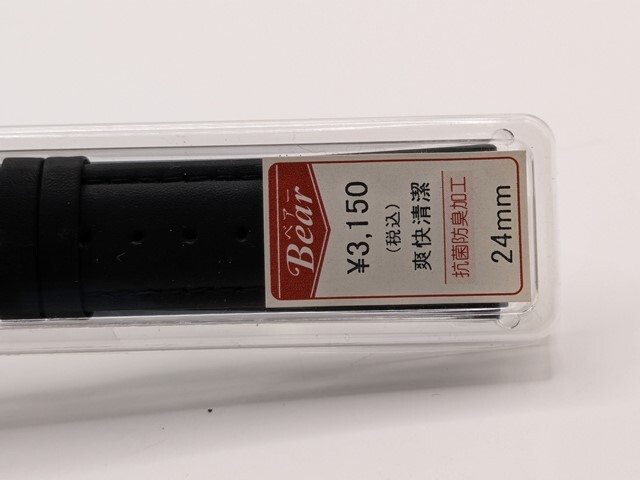 ベアー
Bear
¥3,150
(税込)
爽快清潔
抗菌防臭加工
24mm